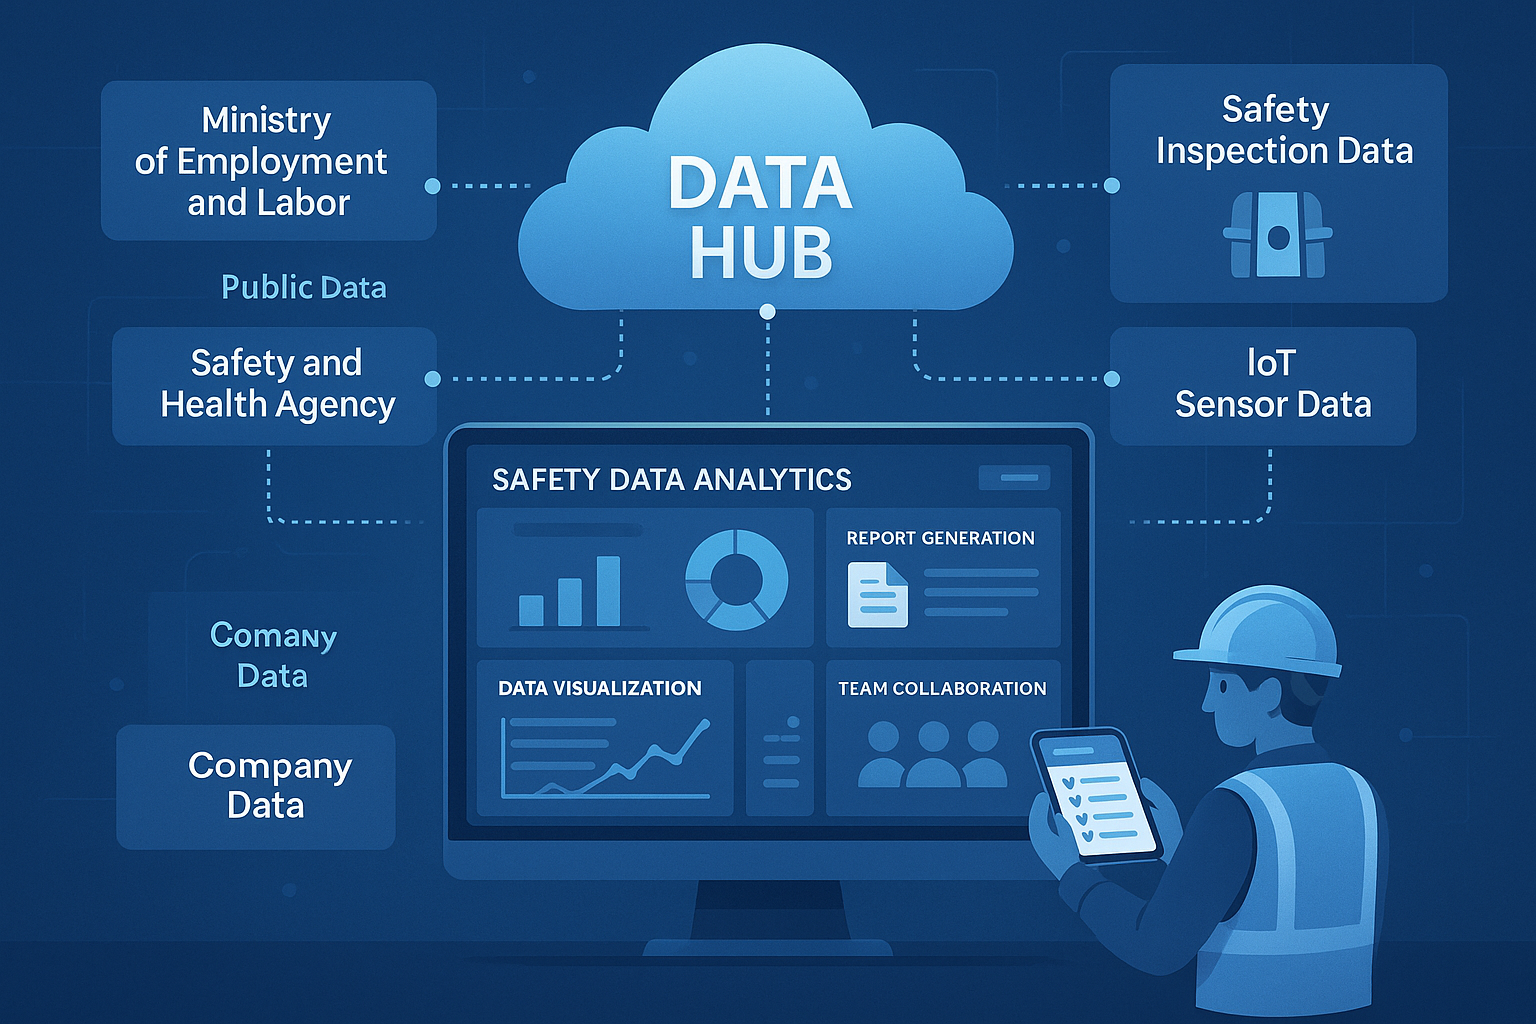 Ministry
of Employment
and Labor
Public Data
Safety and
Health Agency
Comany
Data
Company
Data
DATA
HUB
Safety
Inspection Data
IoT
Sensor Data
SAFETY DATA ANALYTICS
REPORT GENERATION
DATA VISUALIZATION
TEAM COLLABORATION